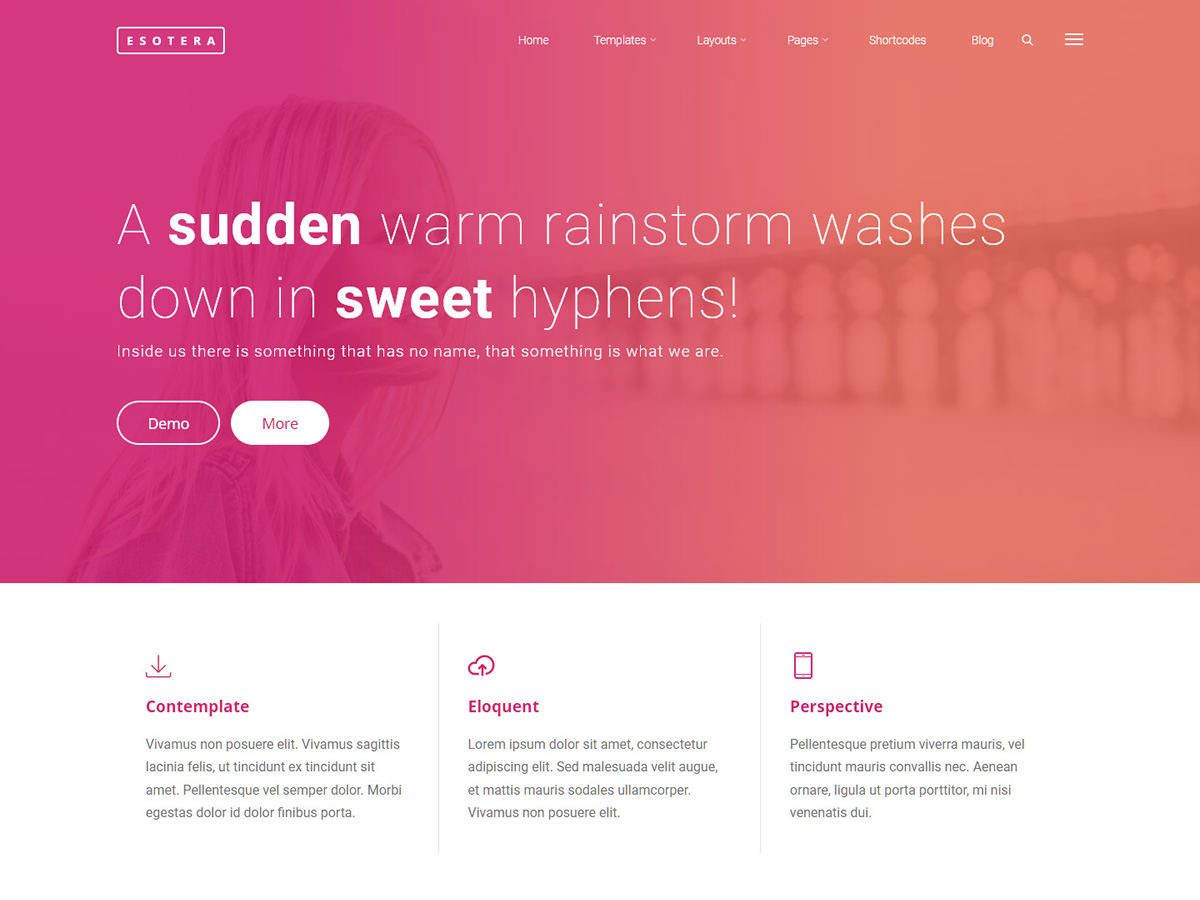 ESOTERA
Home Templates Layouts Pages Shortcodes Blog
A sudden warm rainstorm washes
down in sweet hyphens!
Inside us there is something that has no name, that something is what we are.
Demo More
Contemplate
Vivamus non posuere elit. Vivamus sagittis
lacinia felis, ut tincidunt ex tincidunt sit
amet. Pellentesque vel semper dolor. Morbi
egestas dolor id dolor finibus porta.
Eloquent
Lorem ipsum dolor sit amet, consectetur
adipiscing elit. Sed malesuada velit augue,
et mattis mauris sodales ullamcorper.
Vivamus non posuere elit.
Perspective
Pellentesque pretium viverra mauris, vel
tincidunt mauris convallis nec. Aenean
ornare, ligula ut porta porttitor, mi nisi
venenatis dui.